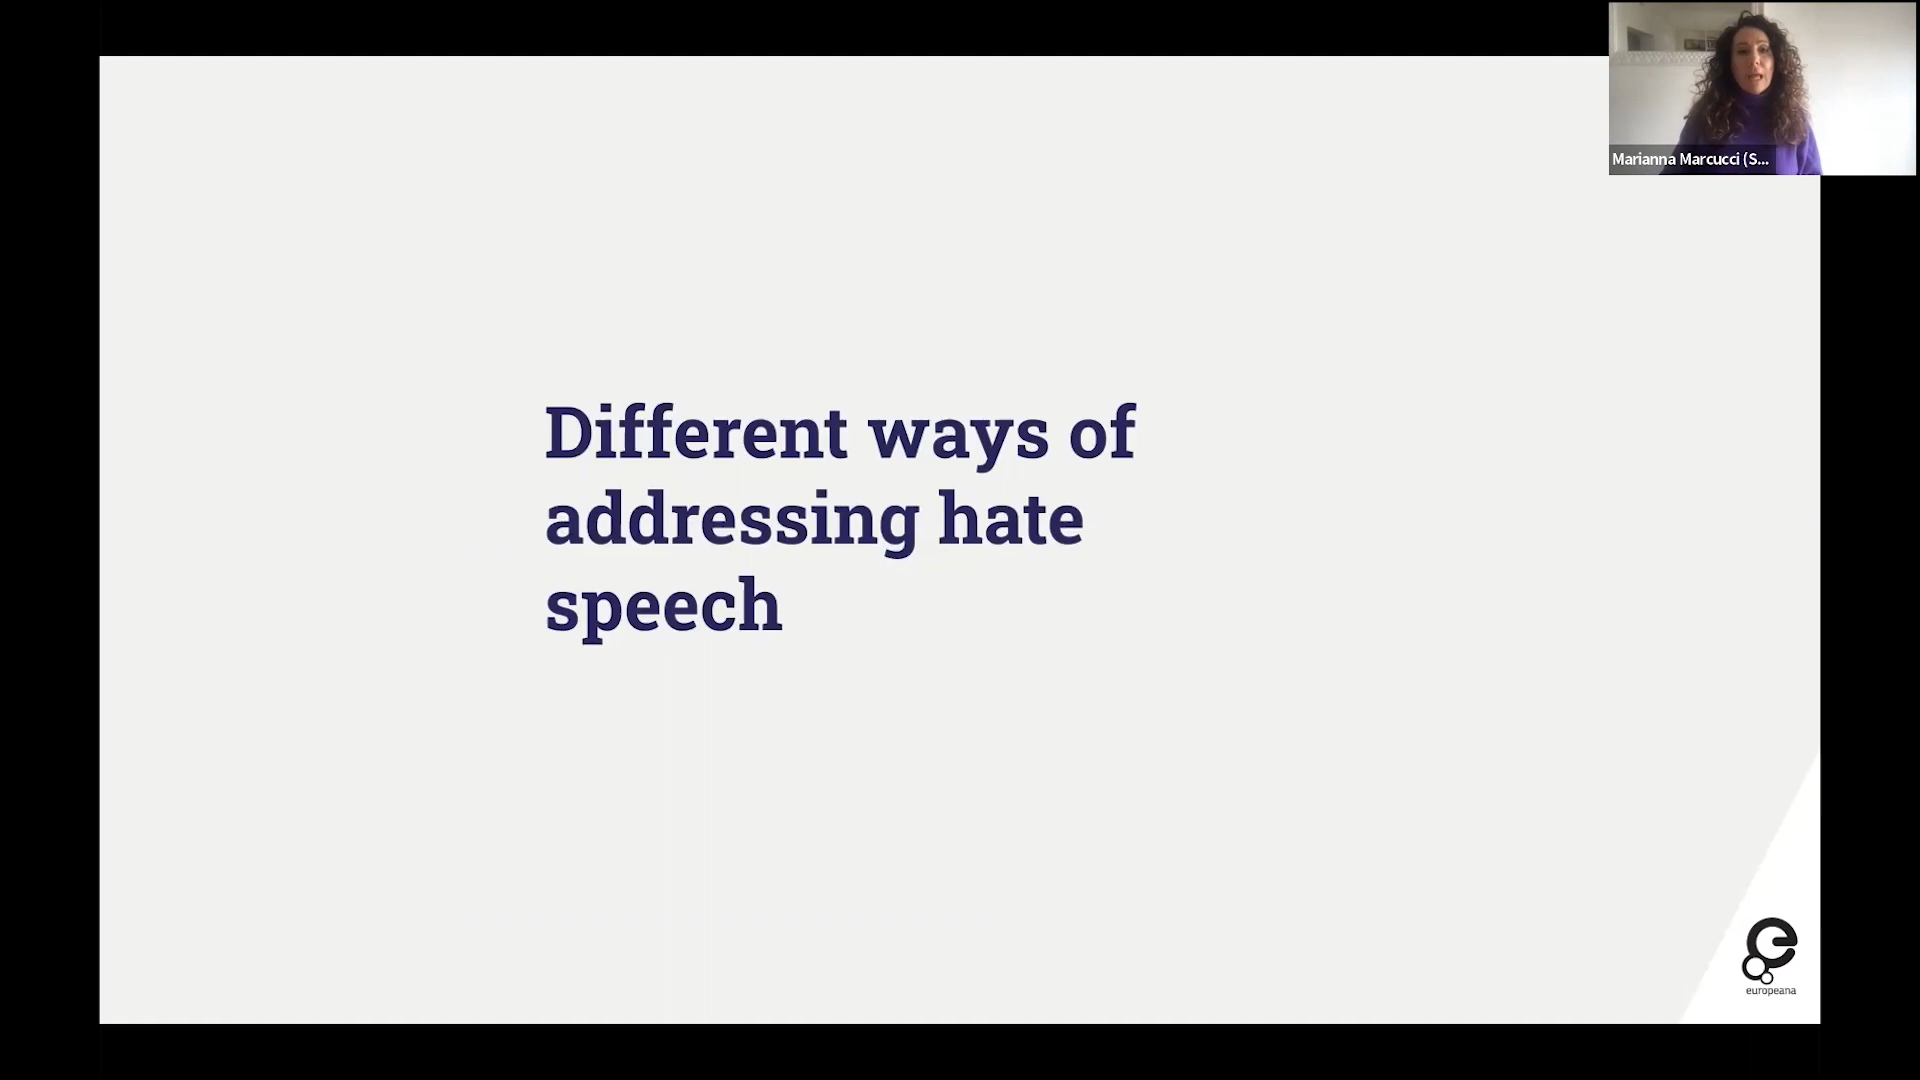 Marianna Marcucci (S...
Different ways of
addressing hate
speech
europeana